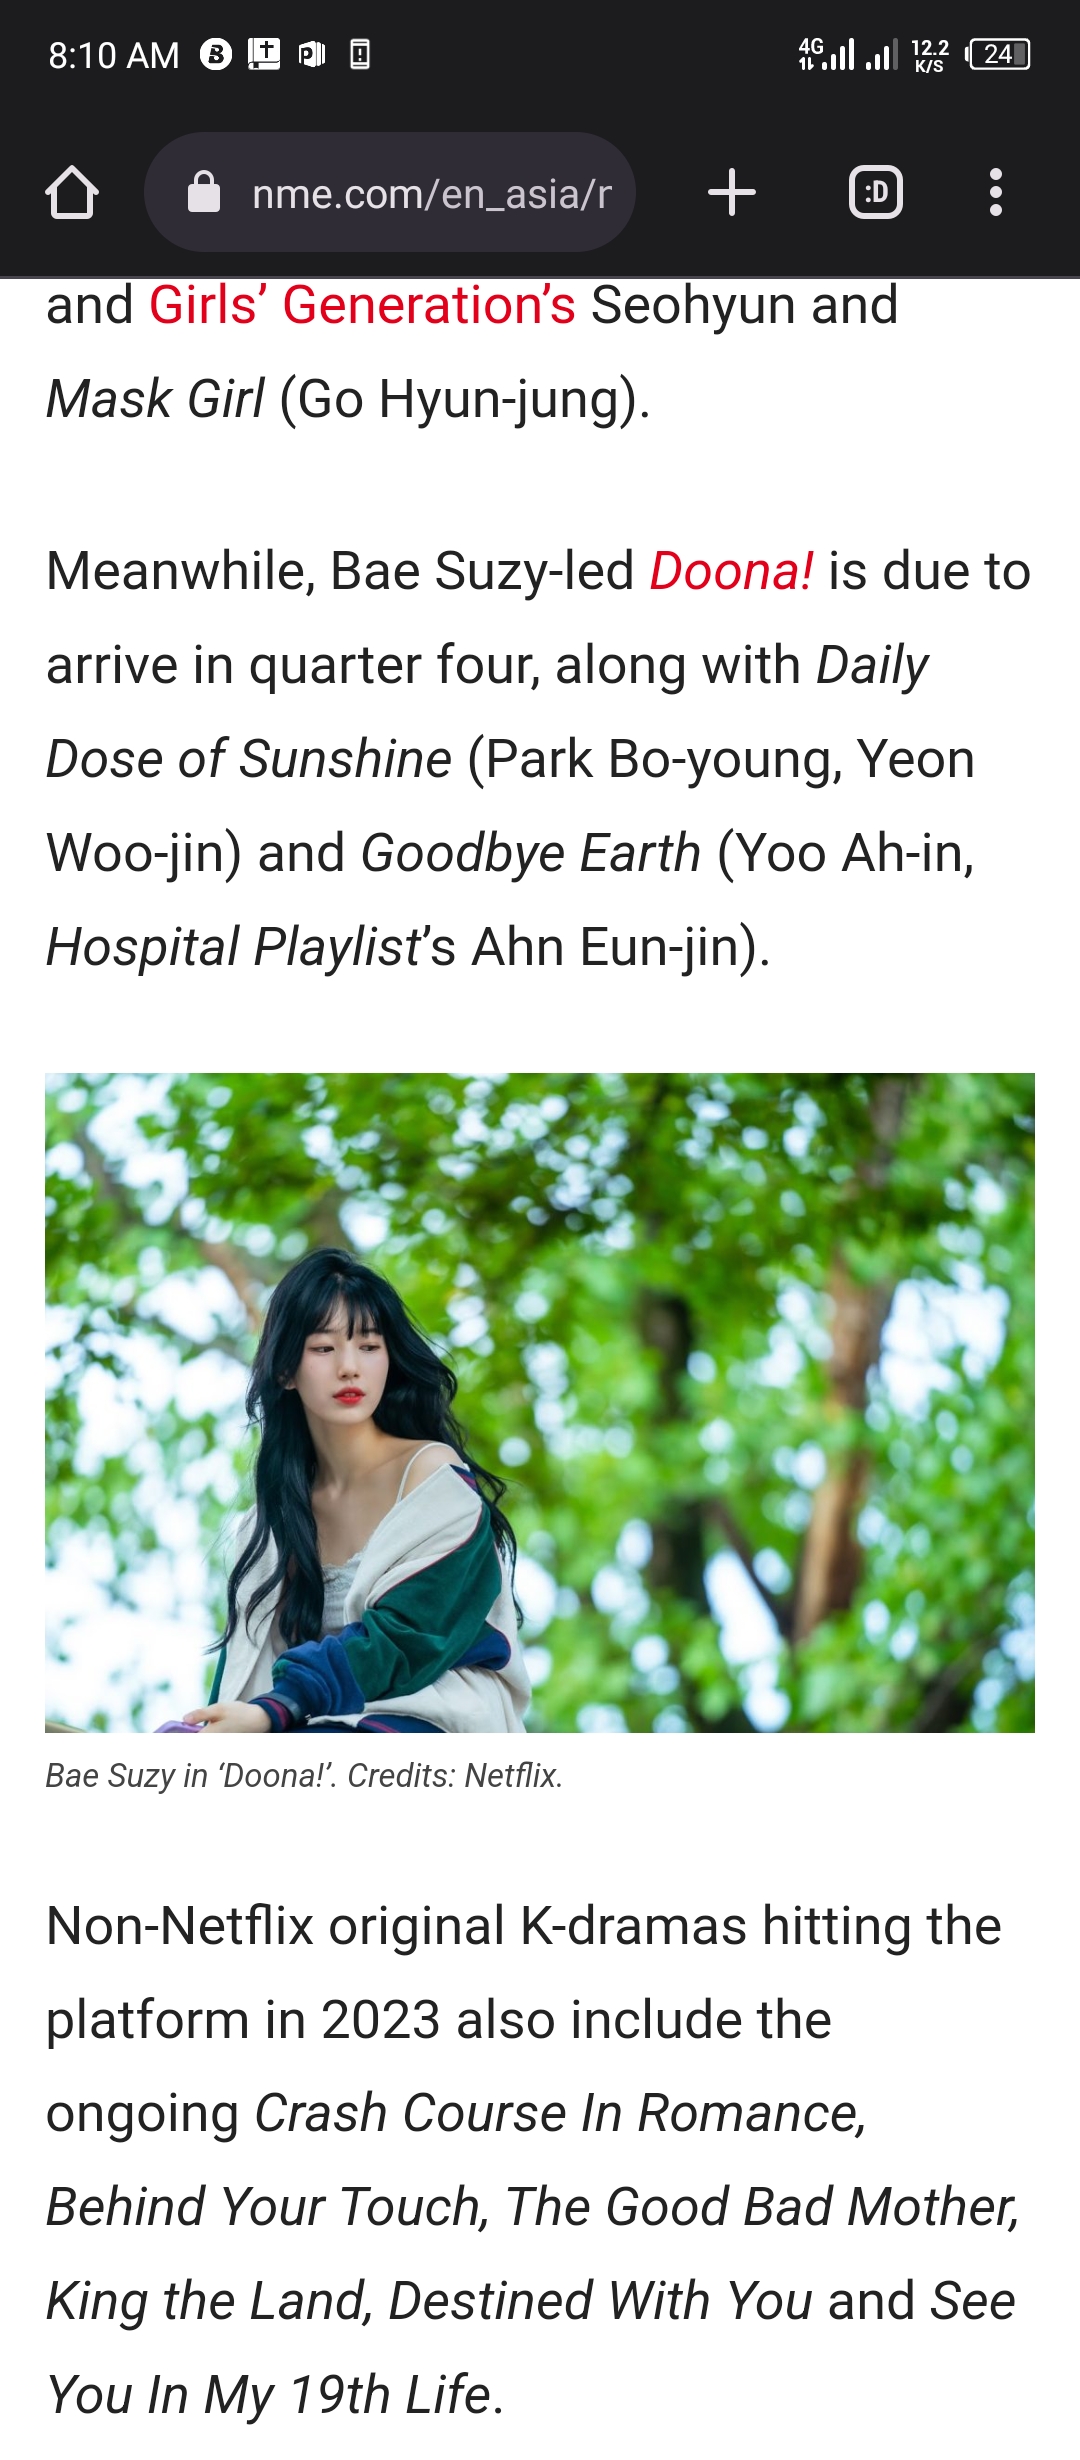 8:10 AM
4G
12.2
K/S
24
nme.com/en_asia/r
:D
and Girls’ Generation’s Seohyun and
Mask Girl (Go Hyun-jung).
Meanwhile, Bae Suzy-led Doona! is due to
arrive in quarter four, along with Daily
Dose of Sunshine (Park Bo-young, Yeon
Woo-jin) and Goodbye Earth (Yoo Ah-in,
Hospital Playlist’s Ahn Eun-jin).
Bae Suzy in ‘Doona!’. Credits: Netflix.
Non-Netflix original K-dramas hitting the
platform in 2023 also include the
ongoing Crash Course In Romance,
Behind Your Touch, The Good Bad Mother,
King the Land, Destined With You and See
You In My 19th Life.